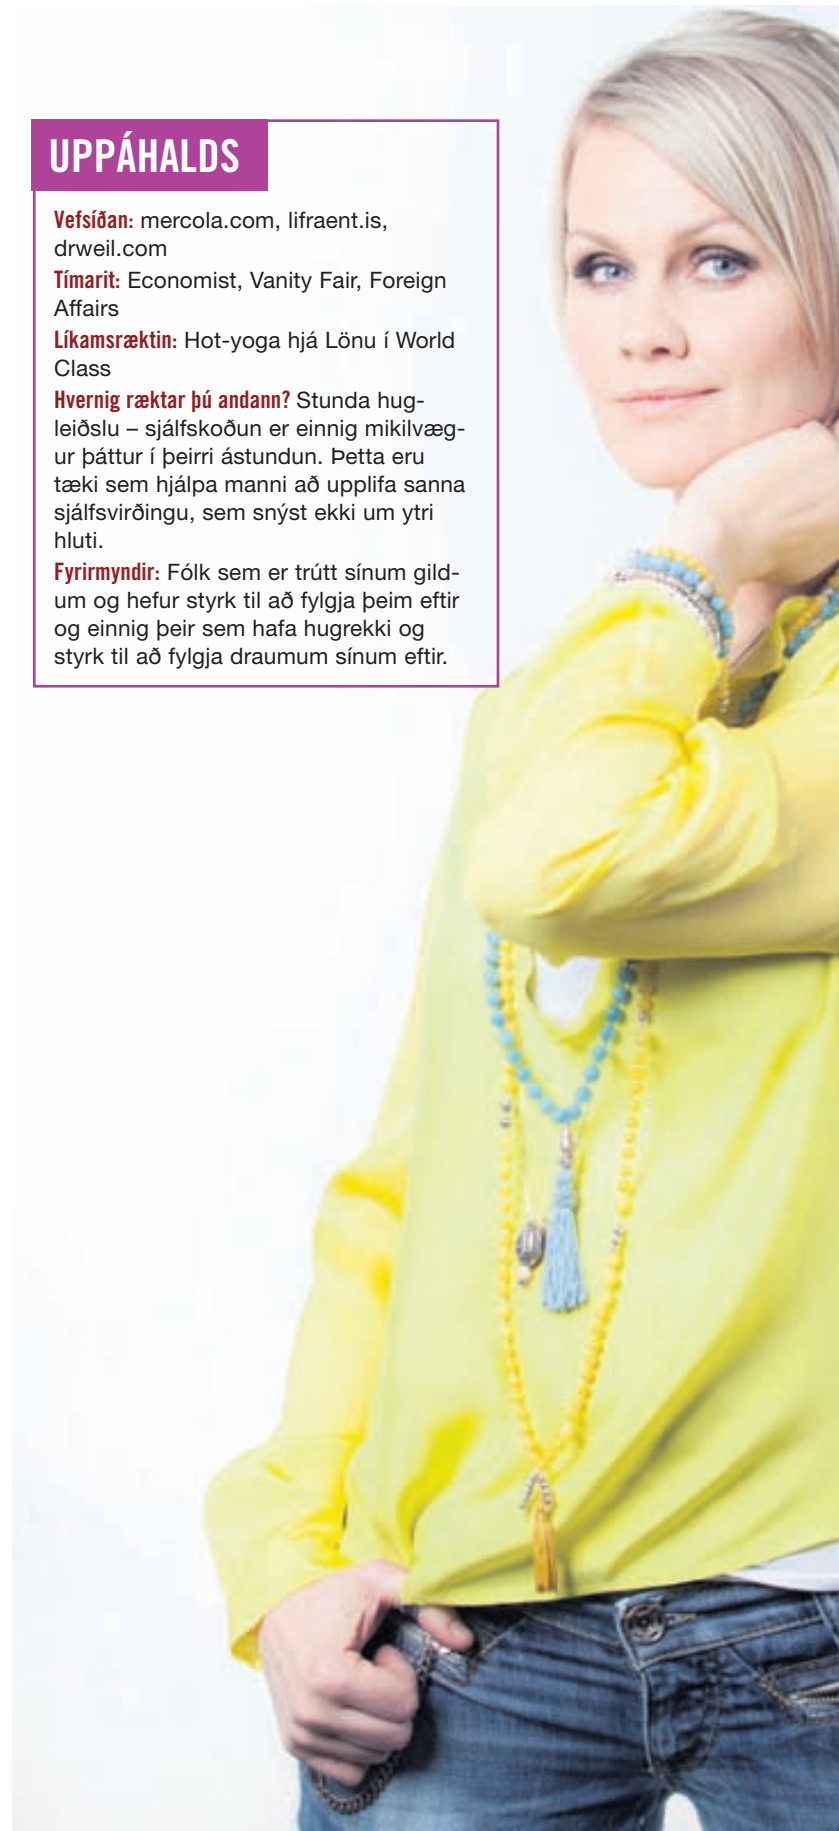 UPPÁHALDS
Vefsíðan: mercola.com, lifraent.is,
drweil.com
Tímarit: Economist, Vanity Fair, Foreign
Affairs
Líkamsræktin: Hot-yoga hjá Lönu í World
Class
Hvernig ræktar þú andann? Stunda hug-
leiðslu – sjálfskoðun er einnig mikilvæg-
ur þáttur í þeirri ástundun. Þetta eru
tæki sem hjálpa manni að upplifa sanna
sjálfsvirðingu, sem snýst ekki um ytri
hluti.
Fyrirmyndir: Fólk sem er trútt sínum gild-
um og hefur styrk til að fylgja þeim eftir
og einnig þeir sem hafa hugrekki og
styrk til að fylgja draumum sínum eftir.